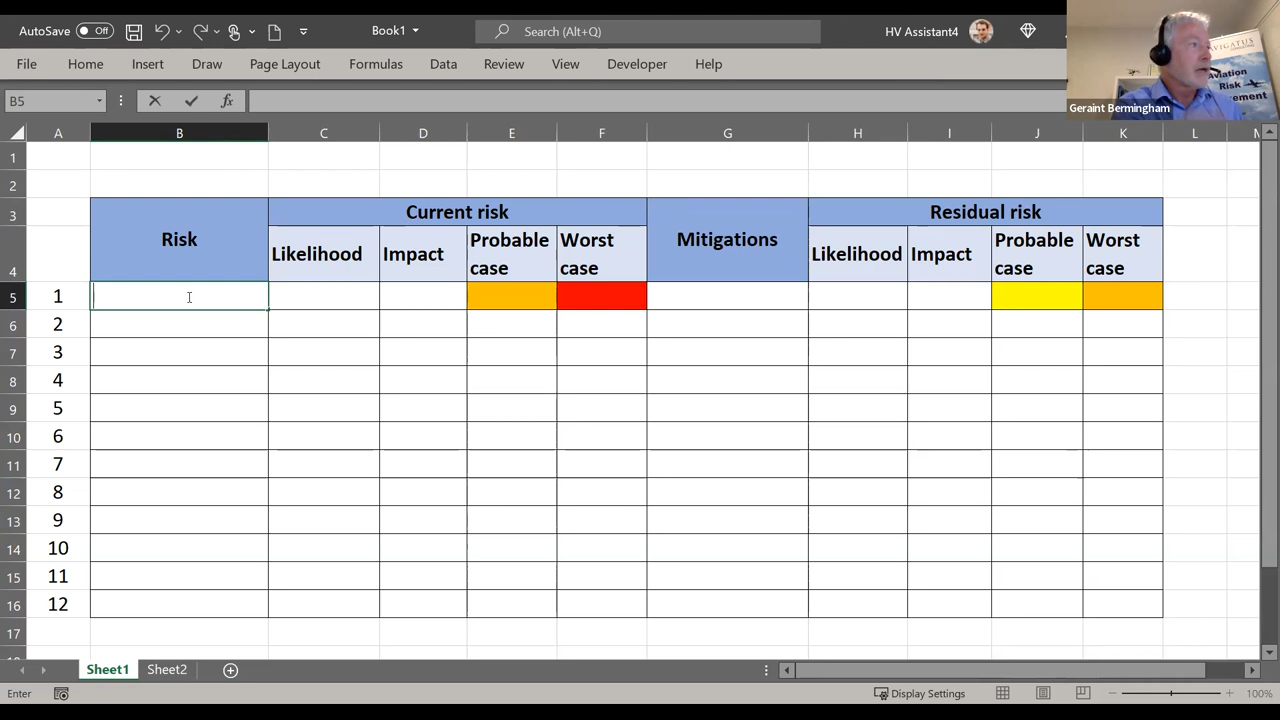 AutoSave Off Book1 Search (Alt+Q) HV Assistant4
File Home Insert Draw Page Layout Formulas Data Review View Developer Help
B5 fx
Aviation
Risk
Geraint Bermingham
A B C D E F G H I J K L
1
2
3 Current risk Residual risk
Risk Mitigations
4 Likelihood Impact Probable case Worst case Likelihood Impact Probable case Worst case
5 1
6 2
7 3
8 4
9 5
10 6
11 7
12 8
13 9
14 10
15 11
16 12
17
Sheet1 Sheet2
Enter Display Settings 100%